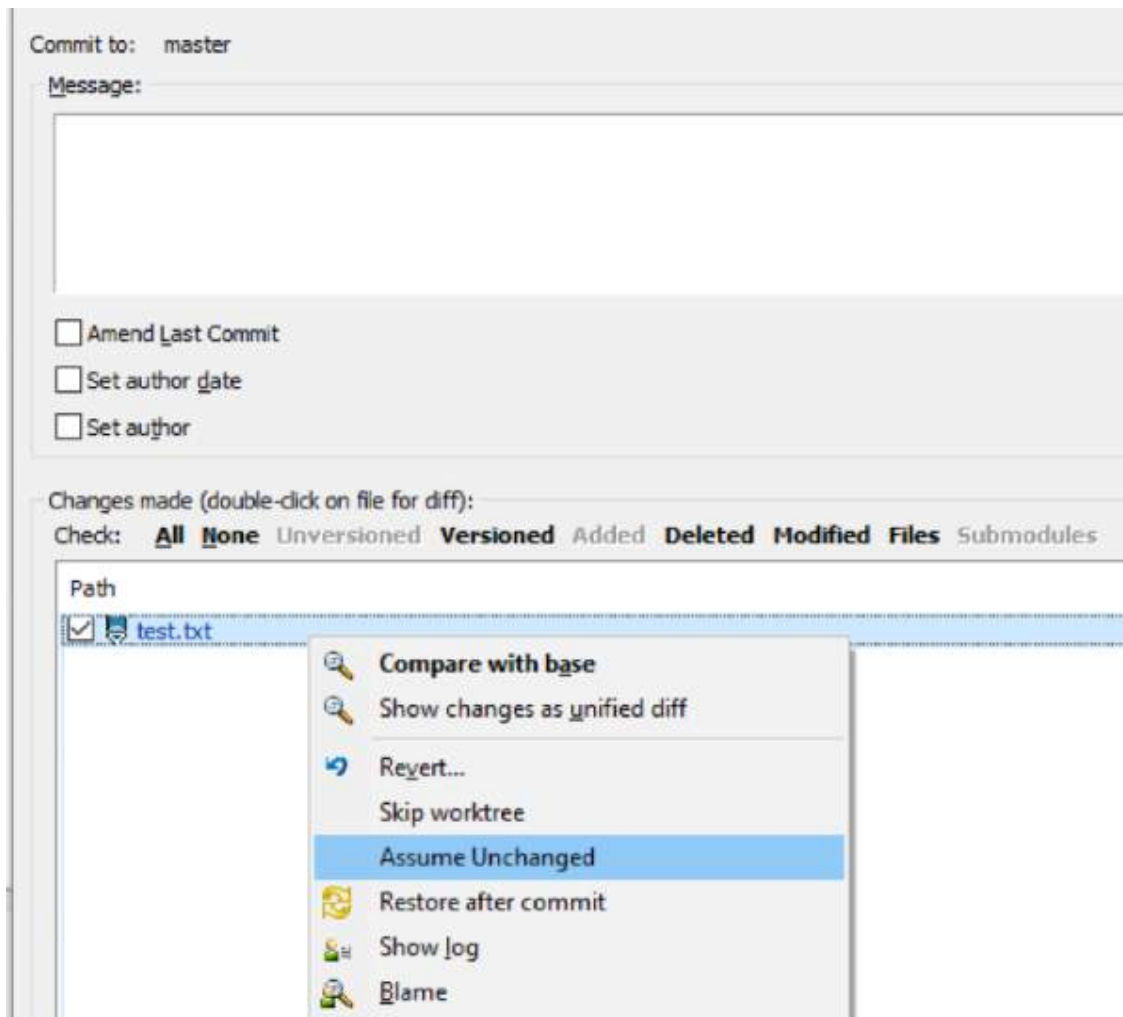 Commit to: master
Message:
Amend Last Commit
Set author date
Set author
Changes made (double-click on file for diff):
Check: All None Unversioned Versioned Added Deleted Modified Files Submodules
Path
test.txt
Compare with base
Show changes as unified diff
Revert...
Skip worktree
Assume Unchanged
Restore after commit
Show log
Blame